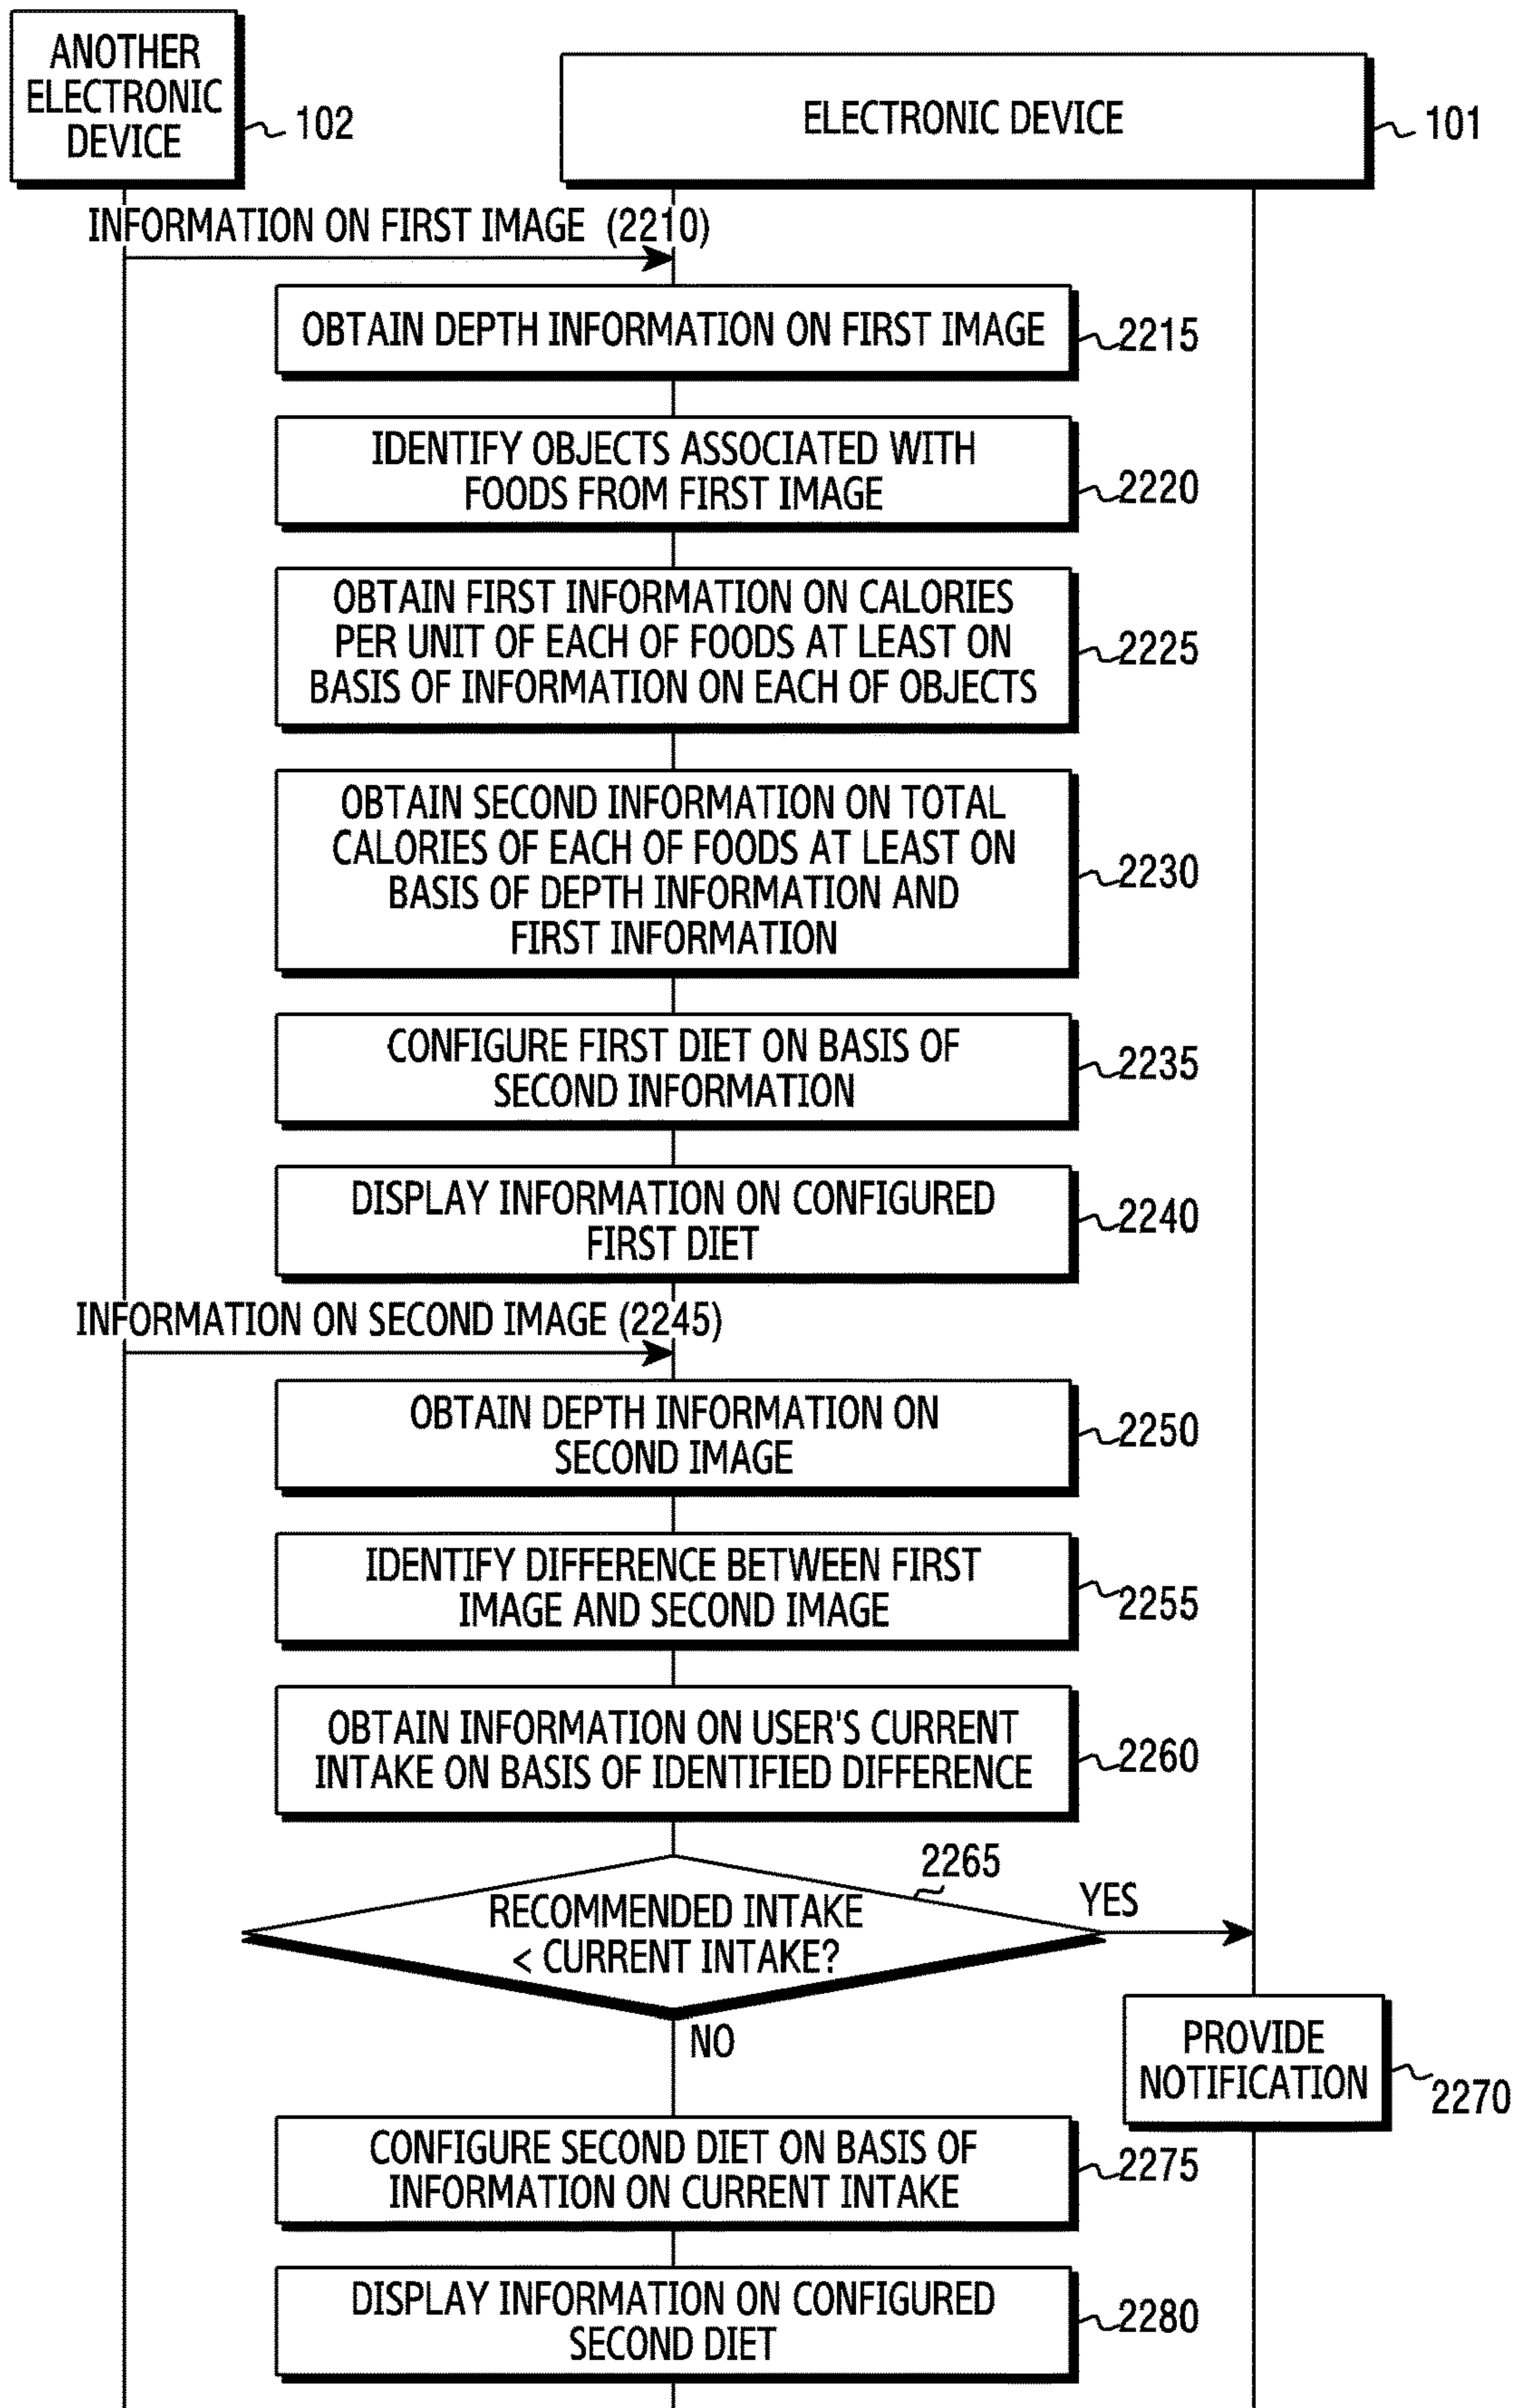 ANOTHER
ELECTRONIC
DEVICE
102
ELECTRONIC DEVICE
101
INFORMATION ON FIRST IMAGE (2210)
OBTAIN DEPTH INFORMATION ON FIRST IMAGE
2215
IDENTIFY OBJECTS ASSOCIATED WITH
FOODS FROM FIRST IMAGE
2220
OBTAIN FIRST INFORMATION ON CALORIES
PER UNIT OF EACH OF FOODS AT LEAST ON
BASIS OF INFORMATION ON EACH OF OBJECTS
2225
OBTAIN SECOND INFORMATION ON TOTAL
CALORIES OF EACH OF FOODS AT LEAST ON
BASIS OF DEPTH INFORMATION AND
FIRST INFORMATION
2230
CONFIGURE FIRST DIET ON BASIS OF
SECOND INFORMATION
2235
DISPLAY INFORMATION ON CONFIGURED
FIRST DIET
2240
INFORMATION ON SECOND IMAGE (2245)
OBTAIN DEPTH INFORMATION ON
SECOND IMAGE
2250
IDENTIFY DIFFERENCE BETWEEN FIRST
IMAGE AND SECOND IMAGE
2255
OBTAIN INFORMATION ON USER'S CURRENT
INTAKE ON BASIS OF IDENTIFIED DIFFERENCE
2260
2265
RECOMMENDED INTAKE
< CURRENT INTAKE?
YES
NO
PROVIDE
NOTIFICATION
2270
CONFIGURE SECOND DIET ON BASIS OF
INFORMATION ON CURRENT INTAKE
2275
DISPLAY INFORMATION ON CONFIGURED
SECOND DIET
2280